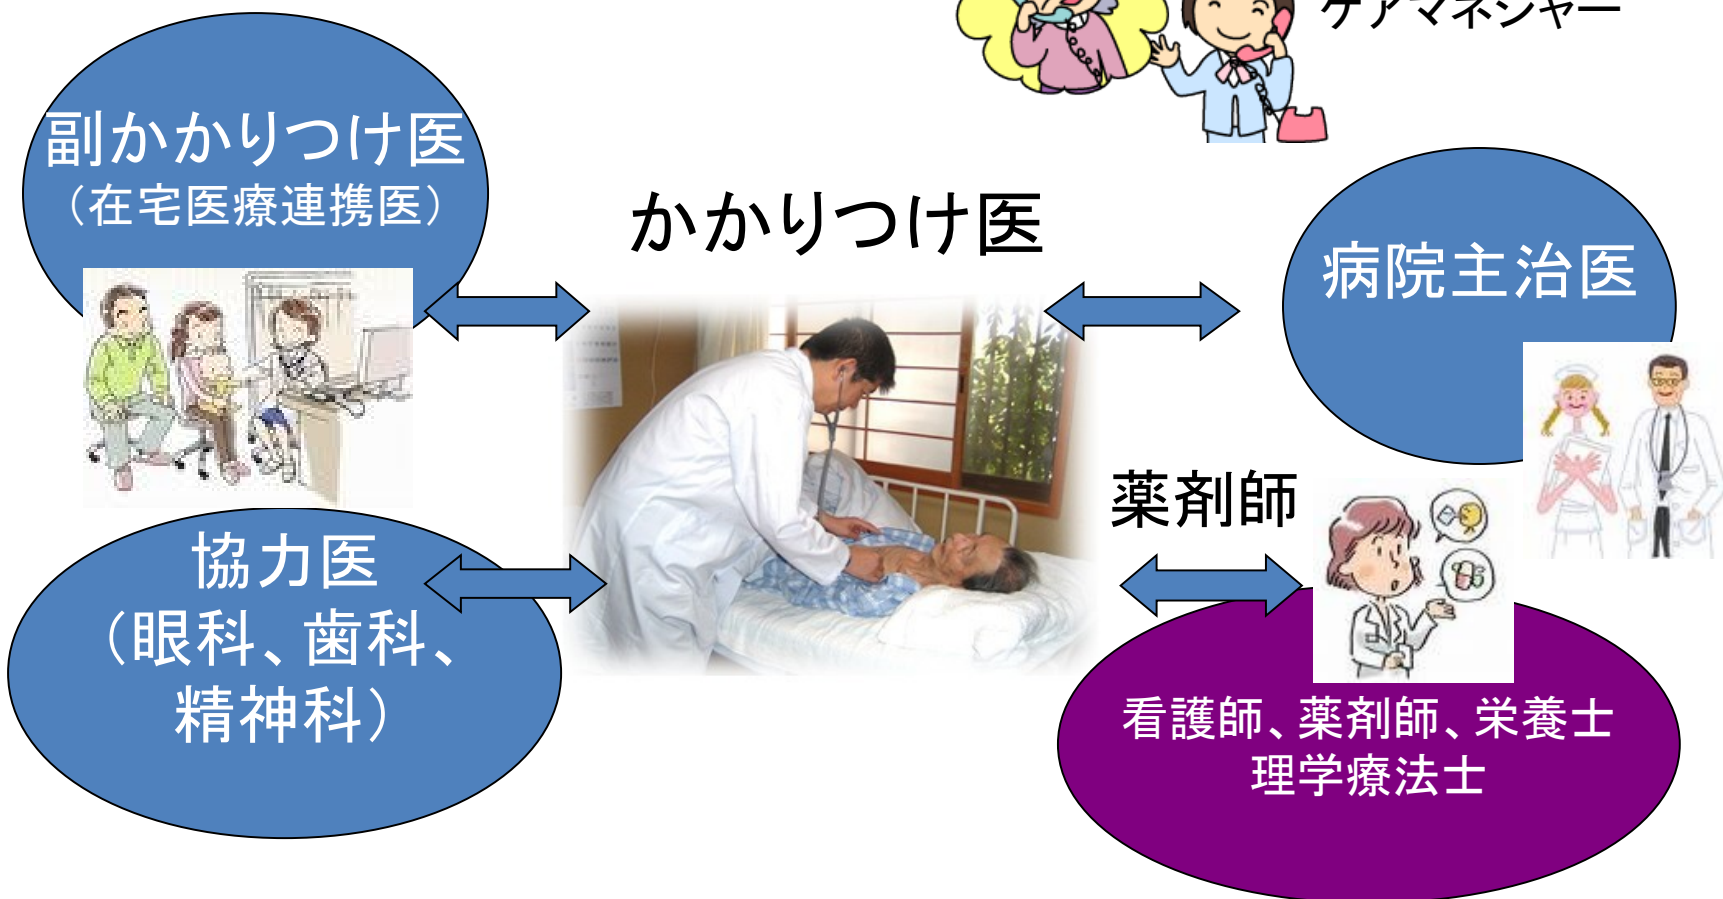 ケアマネジャー
副かかりつけ医
（在宅医療連携医）
かかりつけ医
病院主治医
薬剤師
協力医
（眼科、歯科、
精神科）
看護師、薬剤師、栄養士
理学療法士